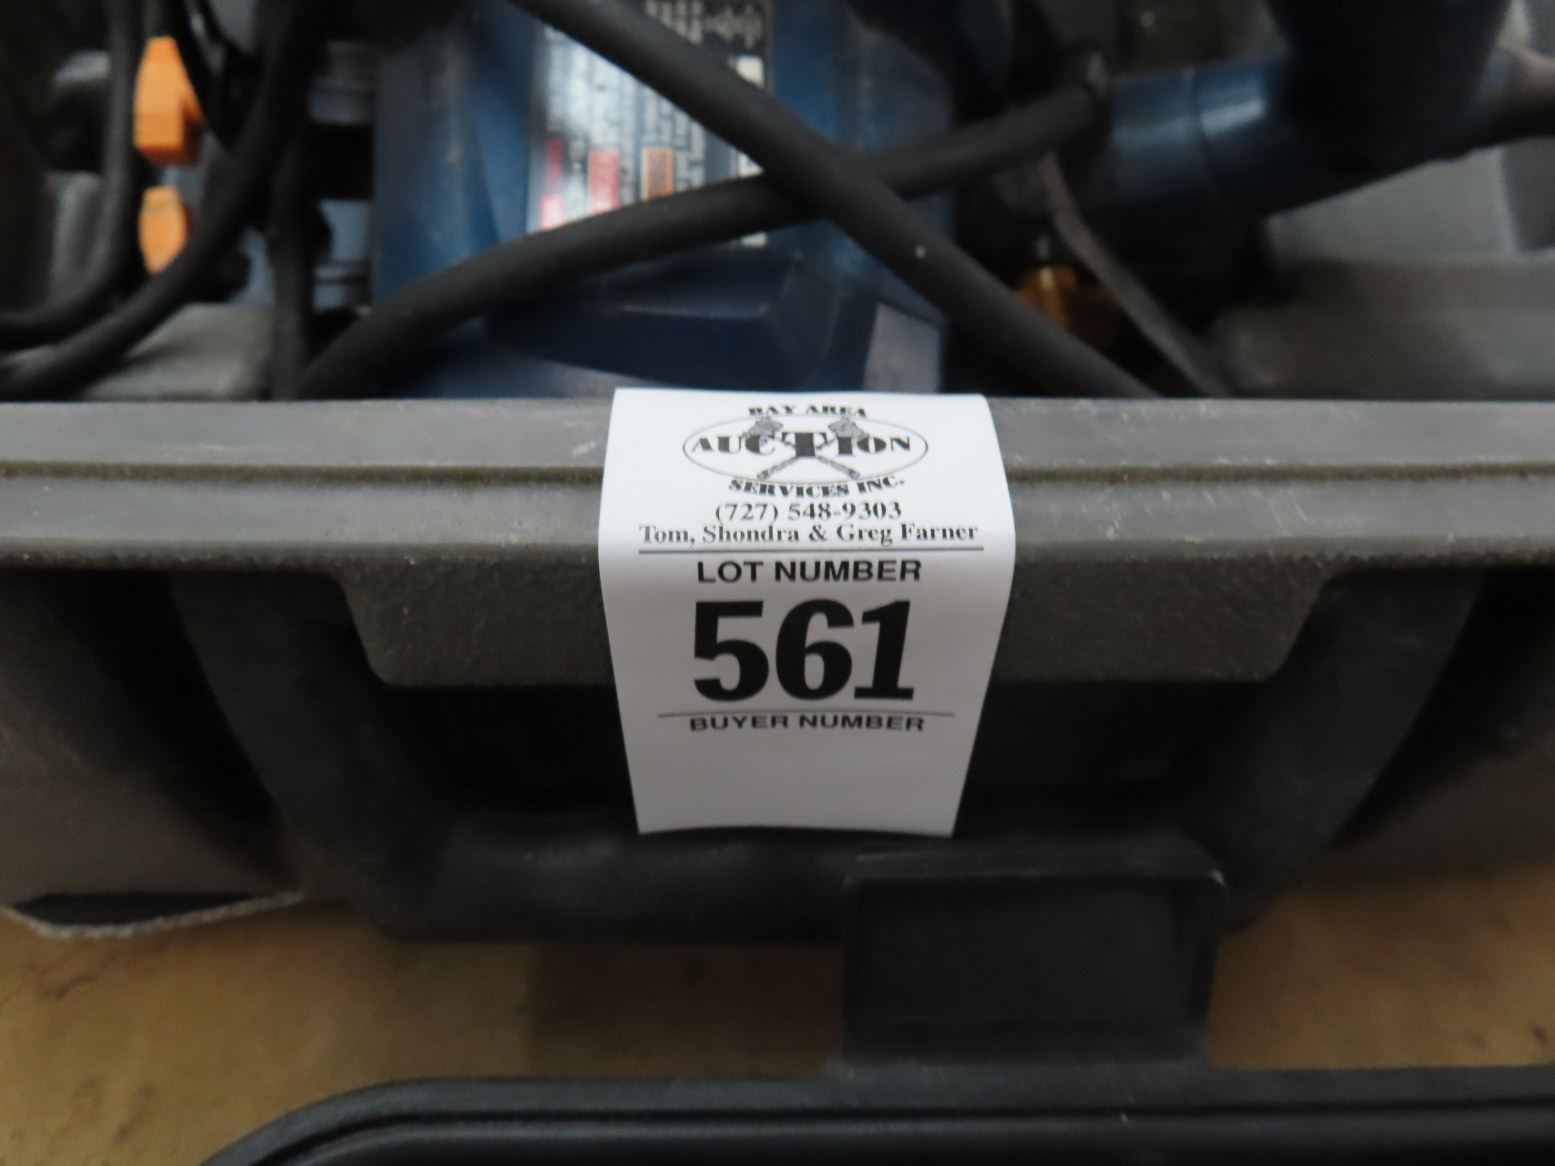 BAY AREA
AUCTION
SERVICES INC.
(727) 548-9303
Tom, Shondra & Greg Farner
LOT NUMBER
561
BUYER NUMBER